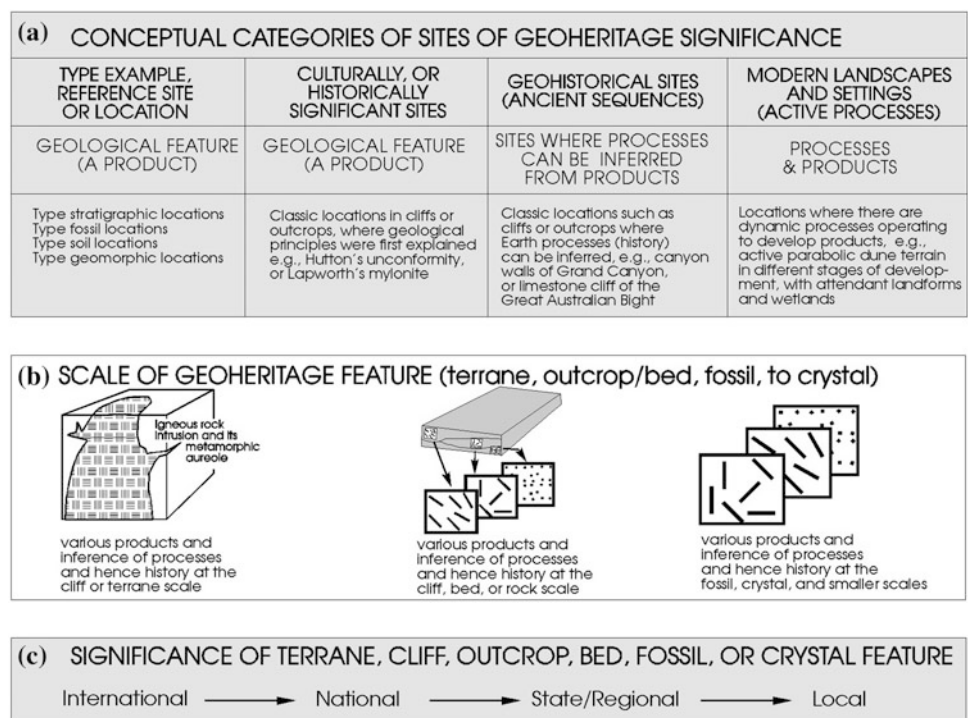 (a) CONCEPTUAL CATEGORIES OF SITES OF GEOHERITAGE SIGNIFICANCE
TYPE EXAMPLE,
REFERENCE SITE
OR LOCATION
GEOLOGICAL FEATURE
(A PRODUCT)
Type stratigraphic locations
Type fossil locations
Type soil locations
Type geomorphic locations
CULTURALLY, OR
HISTORICALLY
SIGNIFICANT SITES
GEOLOGICAL FEATURE
(A PRODUCT)
Classic locations in cliffs or
outcrops, where geological
principles were first explained
e.g., Hutton's unconformity,
or Lapworth's mylonite
GEOHISTORICAL SITES
(ANCIENT SEQUENCES)
SITES WHERE PROCESSES
CAN BE INFERRED
FROM PRODUCTS
Classic locations such as
cliffs or outcrops where
Earth processes (history)
can be inferred, e.g., canyon
walls of Grand Canyon,
or limestone cliff of the
Great Australian Bight
MODERN LANDSCAPES
AND SETTINGS
(ACTIVE PROCESSES)
PROCESSES
& PRODUCTS
Locations where there are
dynamic processes operating
to develop products, e.g.,
active parabolic dune terrain
in different stages of develop-
ment, with attendant landforms
and wetlands
(b) SCALE OF GEOHERITAGE FEATURE (terrane, outcrop/bed, fossil, to crystal)
Igneous rock
intrusion and its
metamorphic
aureole
various products and
inference of processes
and hence history at the
cliff or terrane scale
various products and
inference of processes
and hence history at the
cliff, bed, or rock scale
various products and
inference of processes
and hence history at the
fossil, crystal, and smaller scales
(c) SIGNIFICANCE OF TERRANE, CLIFF, OUTCROP, BED, FOSSIL, OR CRYSTAL FEATURE
International National State/Regional Local